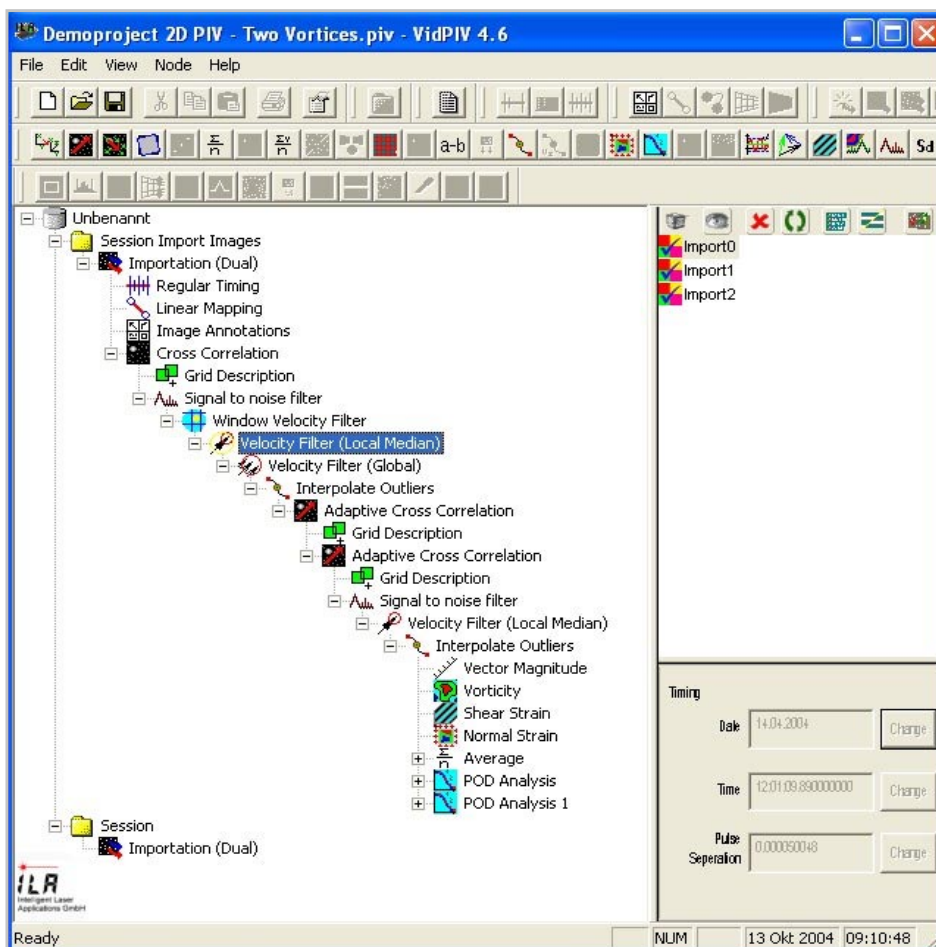 Demoproject 2D PIV - Two Vortices.piv - VidPIV 4.6
File Edit View Node Help
a-b
Sd
Unbenannt
Session Import Images
Importation (Dual)
Regular Timing
Linear Mapping
Image Annotations
Cross Correlation
Grid Description
Signal to noise filter
Window Velocity Filter
Velocity Filter (Local Median)
Velocity Filter (Global)
Interpolate Outliers
Adaptive Cross Correlation
Grid Description
Adaptive Cross Correlation
Grid Description
Signal to noise filter
Velocity Filter (Local Median)
Interpolate Outliers
Vector Magnitude
Vorticity
Shear Strain
Normal Strain
Average
POD Analysis
POD Analysis 1
Session
Importation (Dual)
ILA
Intelligent Laser
Applications GmbH
Import0
Import1
Import2
Timing
Date 14.04.2004 Change
Time 12:01:09.890000000 Change
Pulse
Seperation 0.000050048 Change
Ready NUM 13 Okt 2004 09:10:48